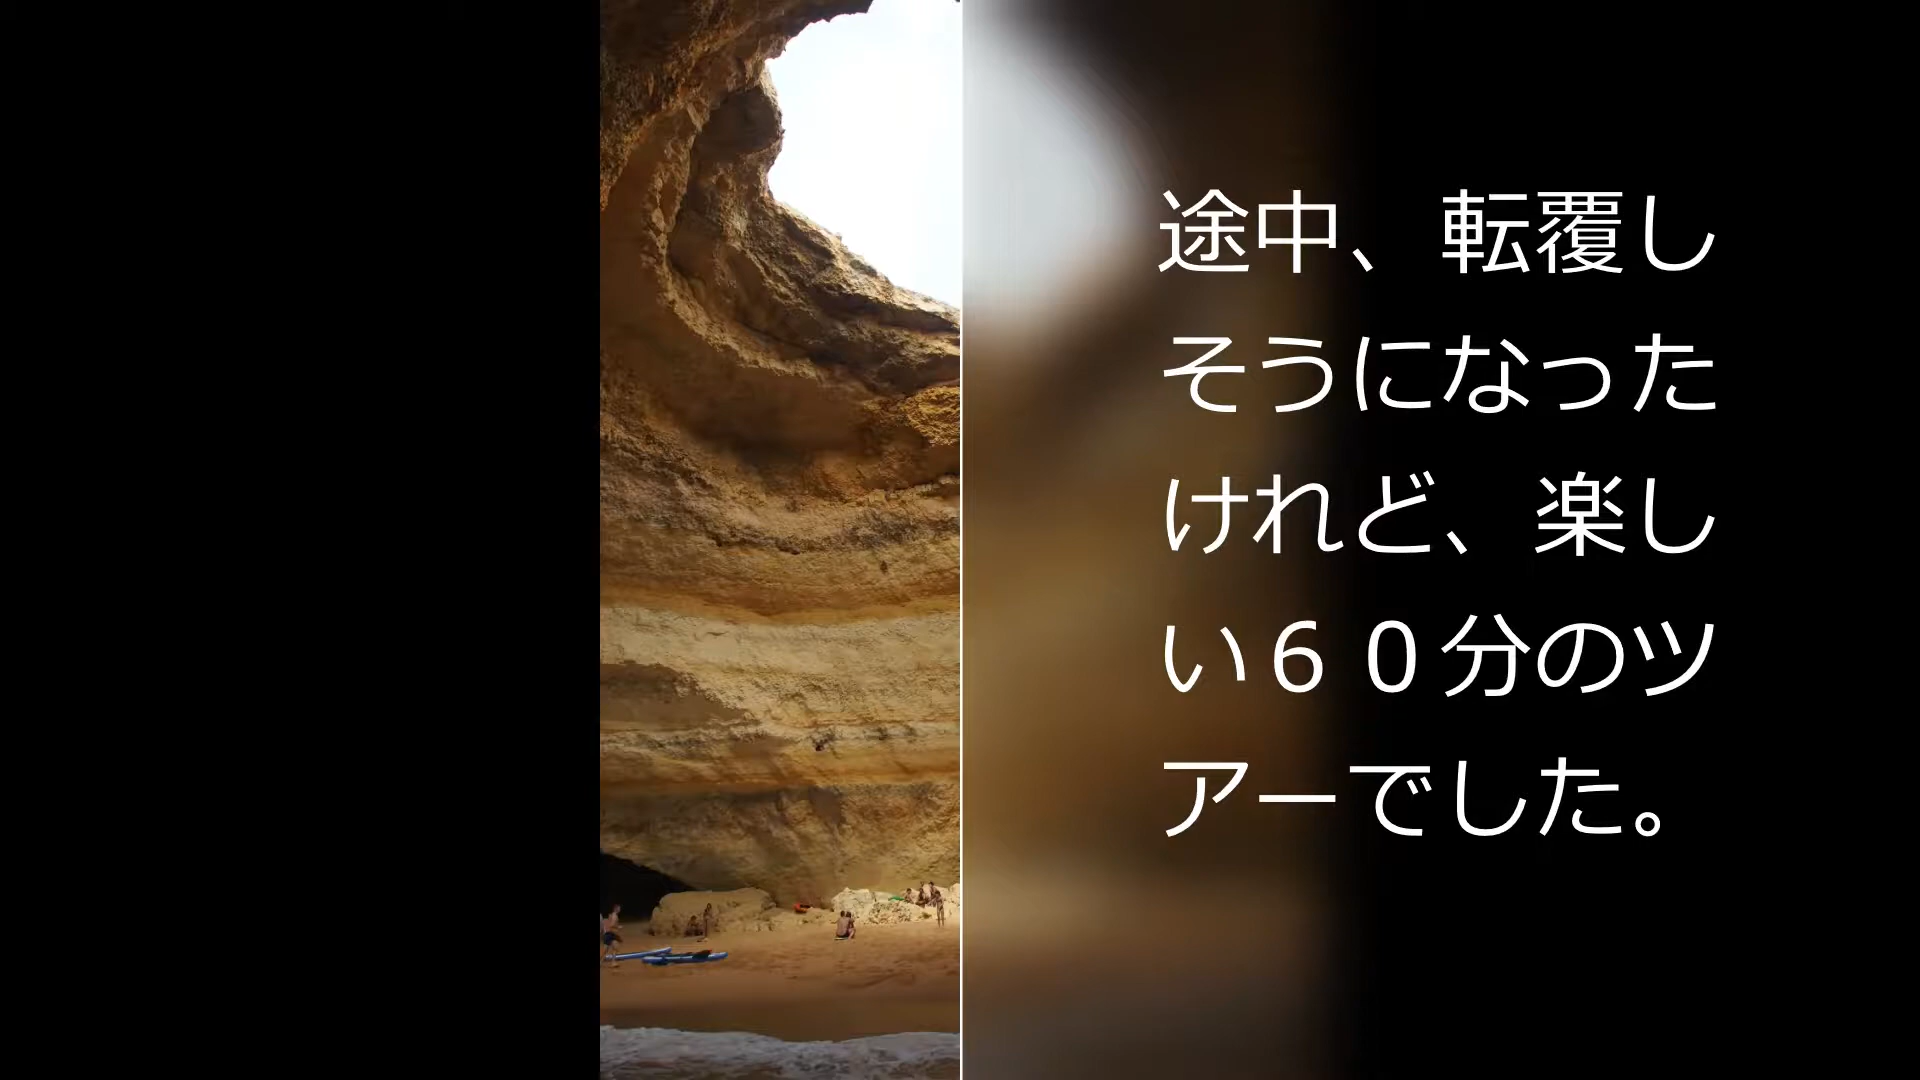 途中、転覆し
そうになった
けれど、楽し
い６０分のツ
アーでした。